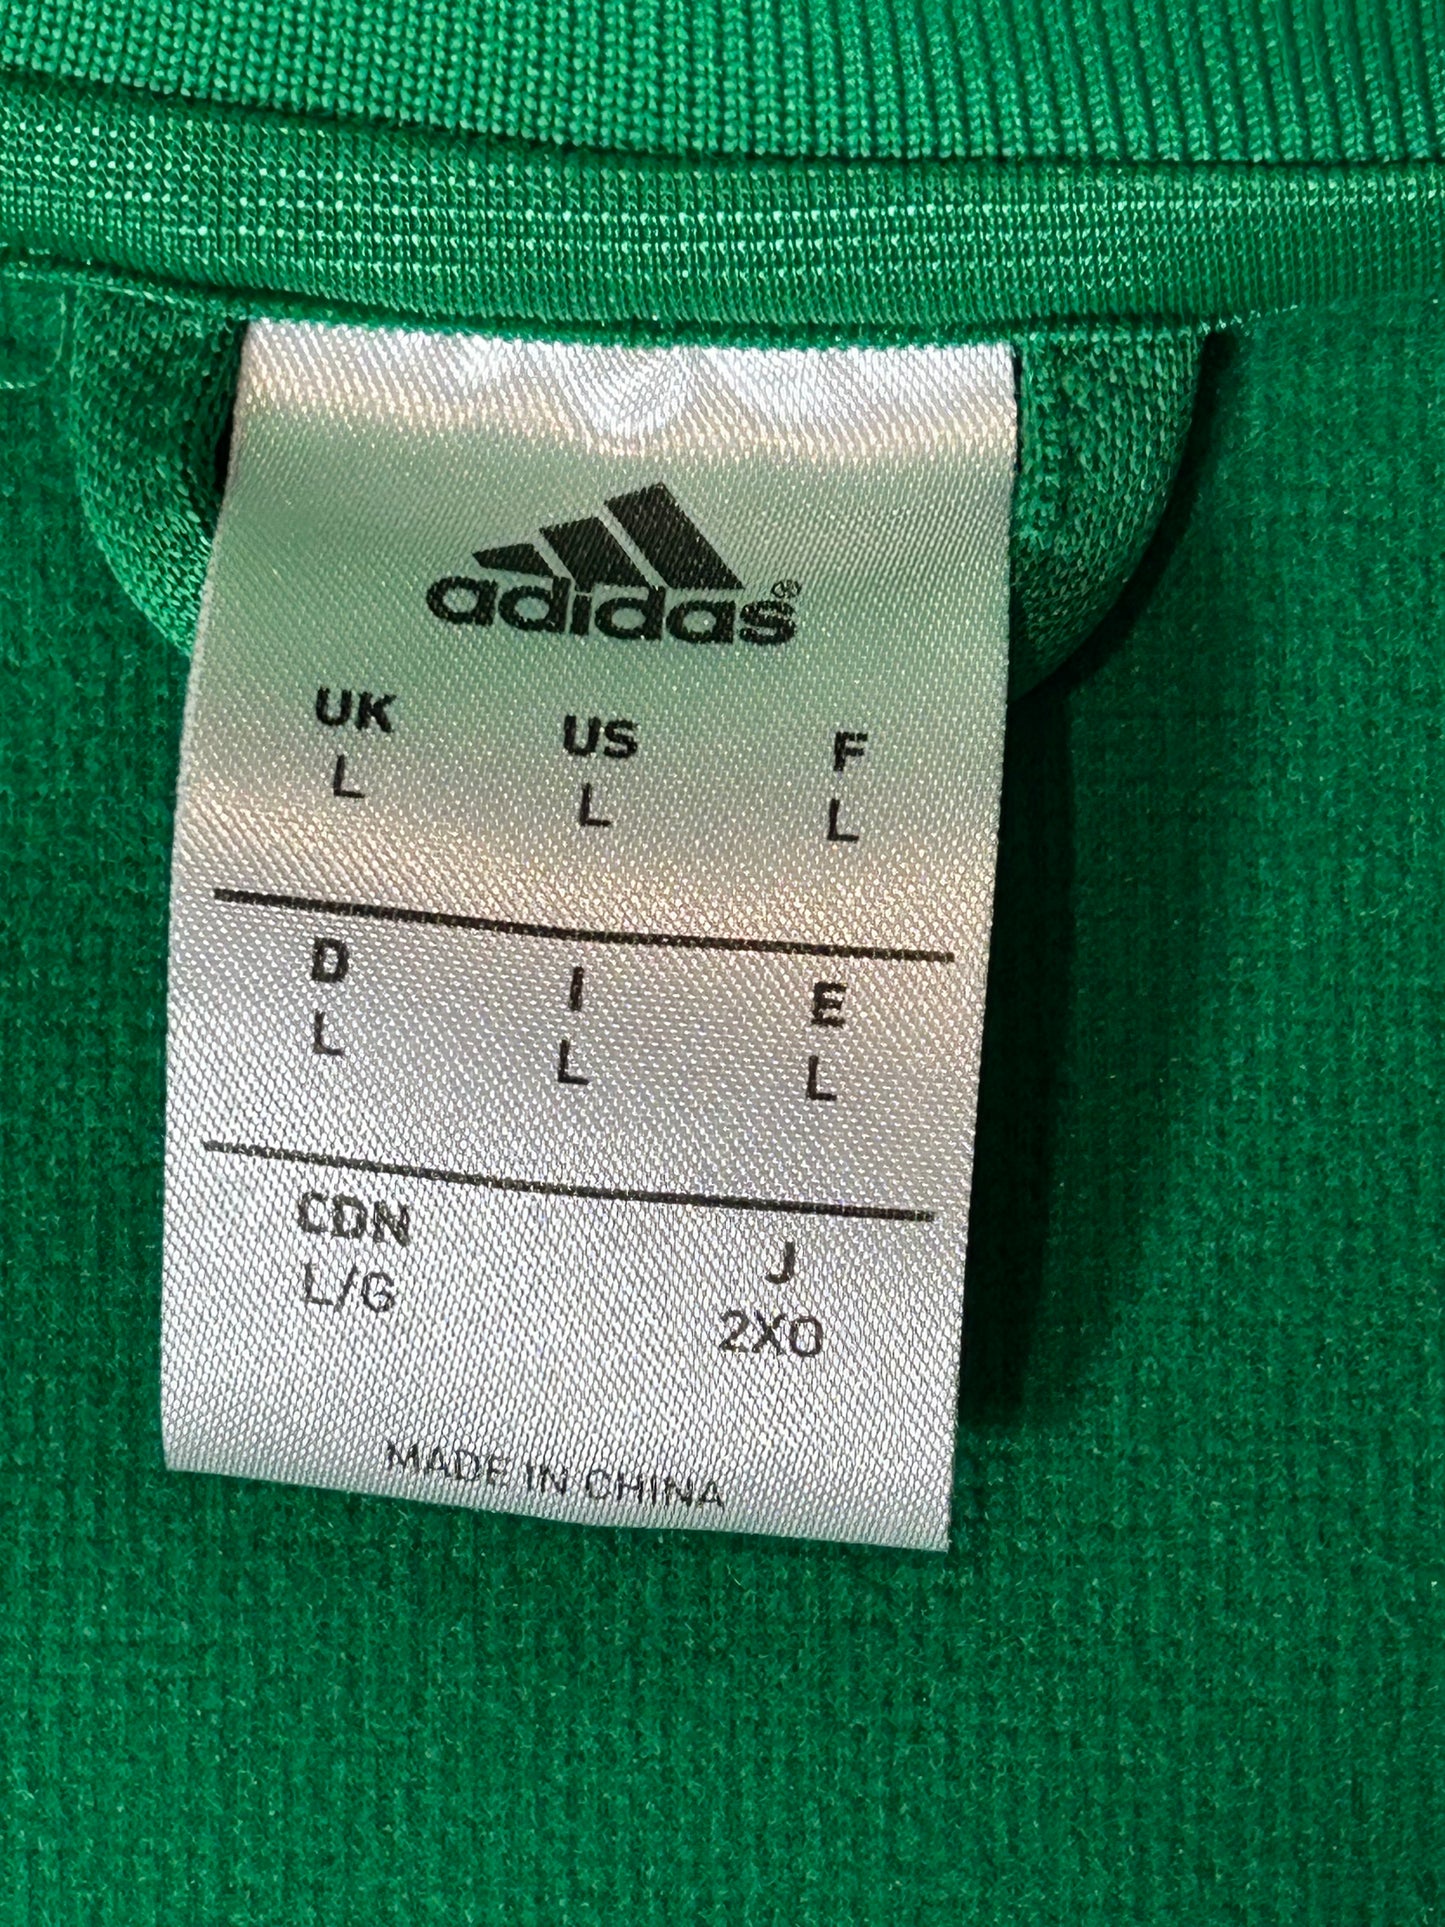 adidas
UK US F
L L L
D I E
L L L
CDN J
L/G 2XO
MADE IN CHINA